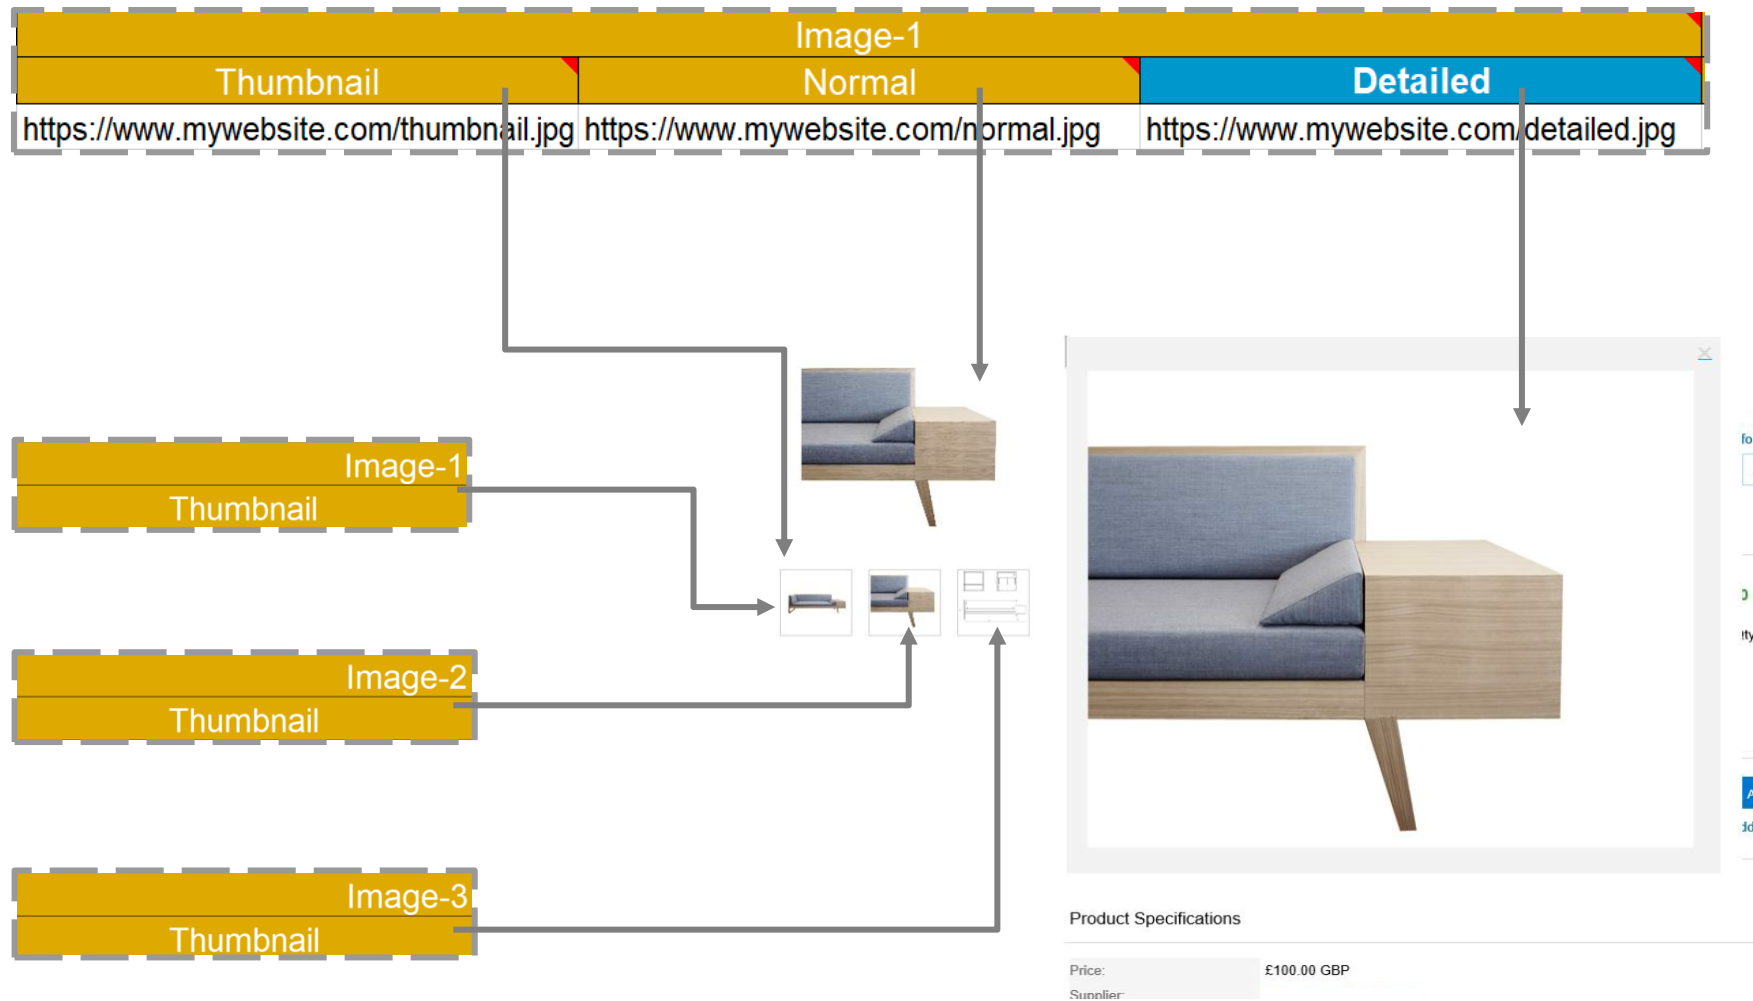 Image-1
Thumbnail Normal Detailed
https://www.mywebsite.com/thumbnail.jpg https://www.mywebsite.com/normal.jpg https://www.mywebsite.com/detailed.jpg
Image-1
Thumbnail
Image-2
Thumbnail
Image-3
Thumbnail
Product Specifications
Price: £100.00 GBP
Supplier: